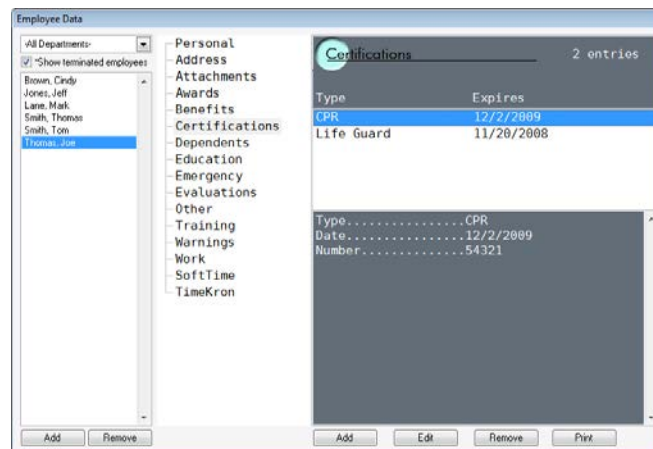 Employee Data
-All Departments-
*Show terminated employees
Brown, Cindy
Jones, Jeff
Lane, Mark
Smith, Thomas
Smith, Tom
Thomas, Joe
Add Remove
Personal
Address
Attachments
Awards
Benefits
Certifications
Dependents
Education
Emergency
Evaluations
Other
Training
Warnings
Work
SoftTime
TimeKron
Certifications 2 entries
Type Expires
CPR 12/2/2009
Life Guard 11/20/2008
Type................CPR
Date................12/2/2009
Number..............54321
Add Edit Remove Print